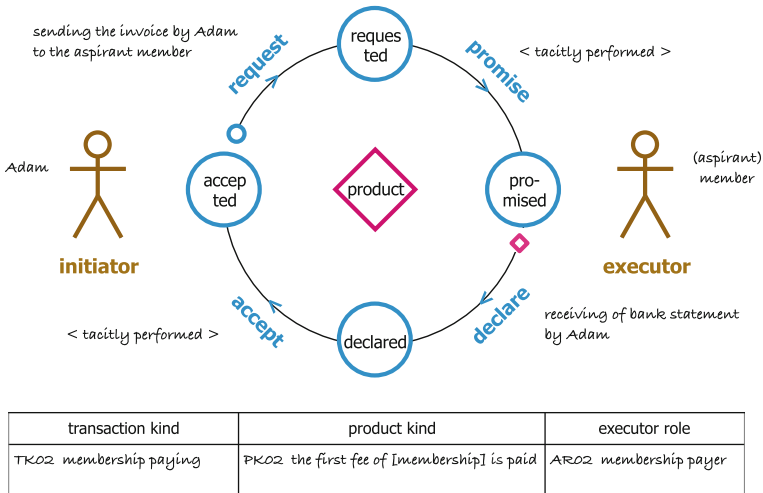 sending the invoice by Adam
to the aspirant member
request
reques
ted
promise
< tacitly performed >
Adam
initiator
accep
ted
product
pro-
mised
(aspirant)
member
executor
< tacitly performed >
accept
declared
declare
receiving of bank statement
by Adam
transaction kind product kind executor role
TK02 membership paying PK02 the first fee of [membership] is paid AR02 membership payer